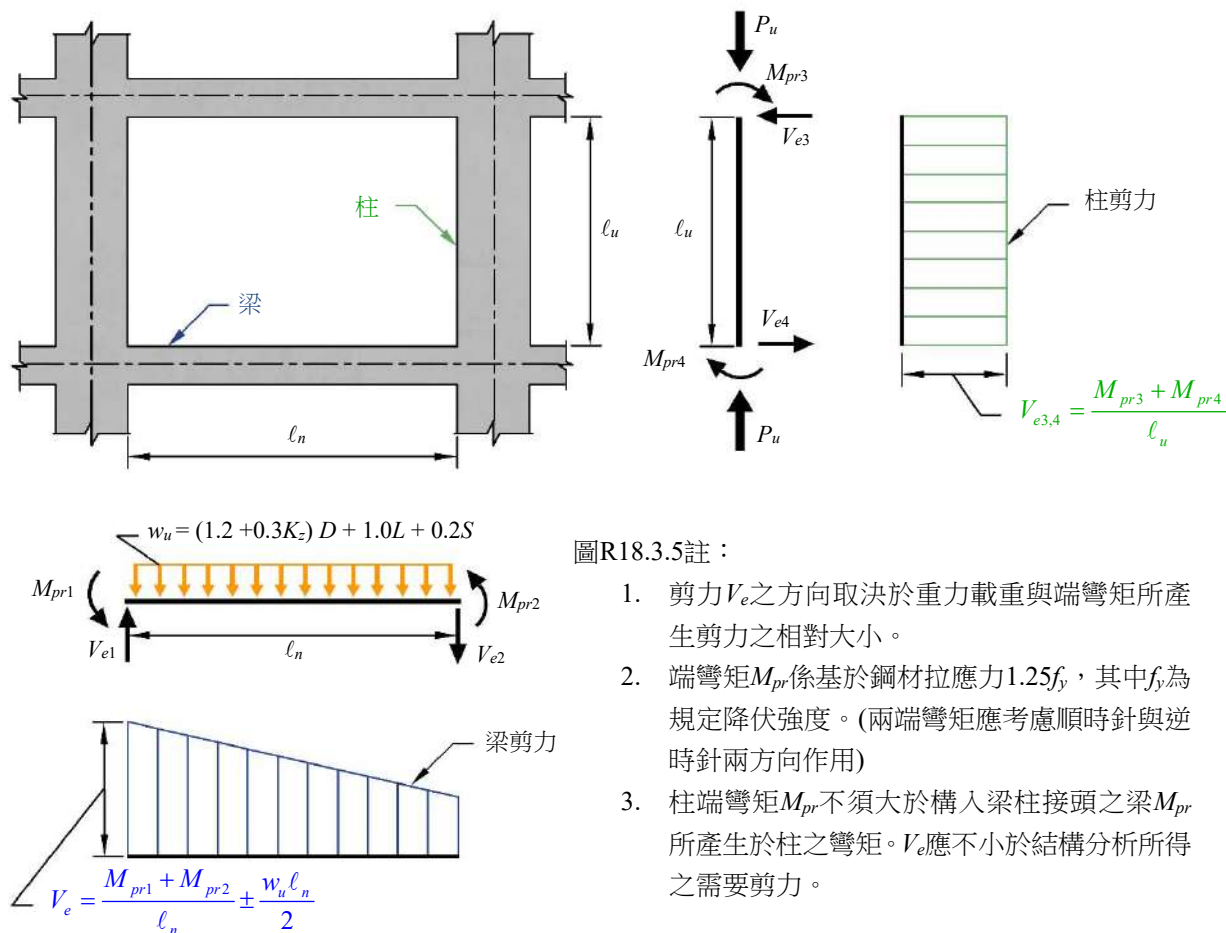 柱
梁
ℓu
ℓn
Pu
Mpr3
Ve3
ℓu
Ve4
Mpr4
Pu
柱剪力
Ve3,4 = (Mpr3 + Mpr4) / ℓu
wu = (1.2 +0.3Kz) D + 1.0L + 0.2S
Mpr1
Mpr2
Ve1
ℓn
Ve2
梁剪力
Ve = (Mpr1 + Mpr2) / ℓn ± wuℓn / 2
圖R18.3.5註：
1. 剪力Ve之方向取決於重力載重與端彎矩所產
生剪力之相對大小。
2. 端彎矩Mpr係基於鋼材拉應力1.25fy，其中fy為
規定降伏強度。(兩端彎矩應考慮順時針與逆
時針兩方向作用)
3. 柱端彎矩Mpr不須大於構入梁柱接頭之梁Mpr
所產生於柱之彎矩。Ve應不小於結構分析所得
之需要剪力。